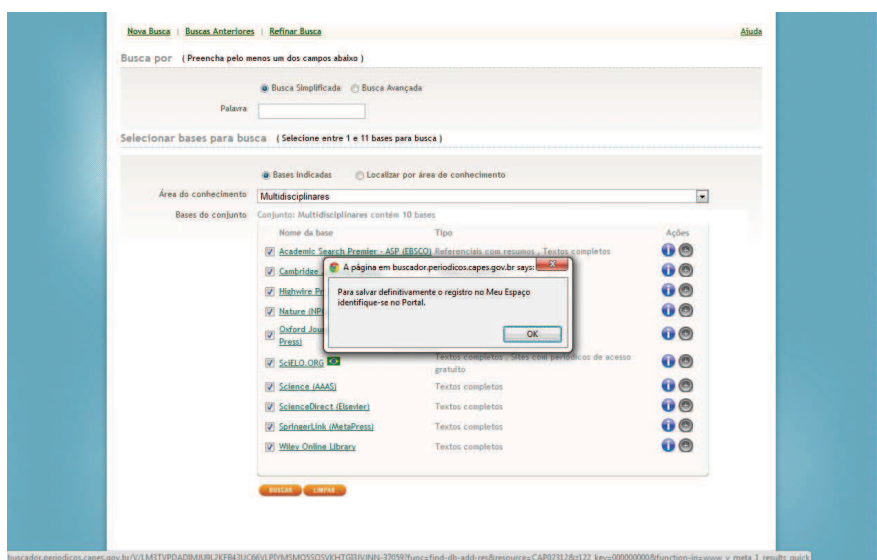 Nova Busca | Buscas Anteriores | Refinar Busca Ajuda
Busca por ( Preencha pelo menos um dos campos abaixo )
Busca Simplificada Busca Avançada
Palavra
Selecionar bases para busca ( Selecione entre 1 e 11 bases para busca )
Bases Indicadas Localizar por área de conhecimento
Área do conhecimento Multidisciplinares
Bases do conjunto Conjunto: Multidisciplinares contém 10 bases
Nome da base Tipo Ações
Academic Search Premier - ASP (EBSCO) Referenciais com resumos , Textos completos
Cambridge
Highwire Pr
Nature (NP
Oxford Jour
Press)
A página em buscador.periodicos.capes.gov.br says:
Para salvar definitivamente o registro no Meu Espaço
identifique-se no Portal.
OK
SciELO.ORG Textos completos , Sites com periódicos de acesso
gratuito
Science (AAAS) Textos completos
ScienceDirect (Elsevier) Textos completos
SpringerLink (MetaPress) Textos completos
Wiley Online Library Textos completos
BUSCAR LIMPAR